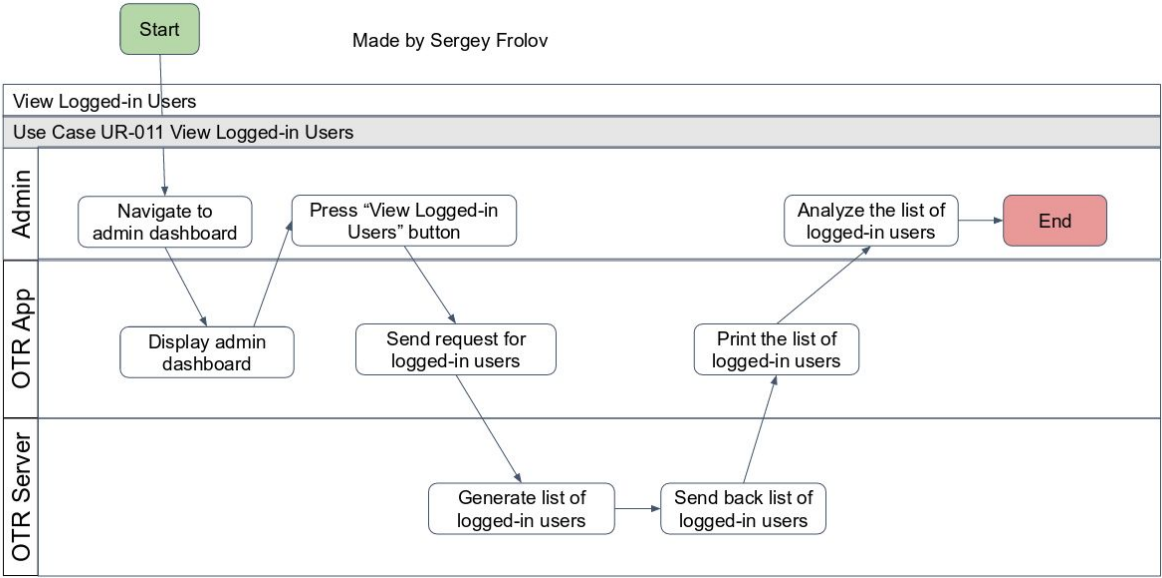 Start
Made by Sergey Frolov
View Logged-in Users
Use Case UR-011 View Logged-in Users
Admin
Navigate to
admin dashboard
Press “View Logged-in
Users” button
Analyze the list of
logged-in users
End
OTR App
Display admin
dashboard
Send request for
logged-in users
Print the list of
logged-in users
OTR Server
Generate list of
logged-in users
Send back list of
logged-in users